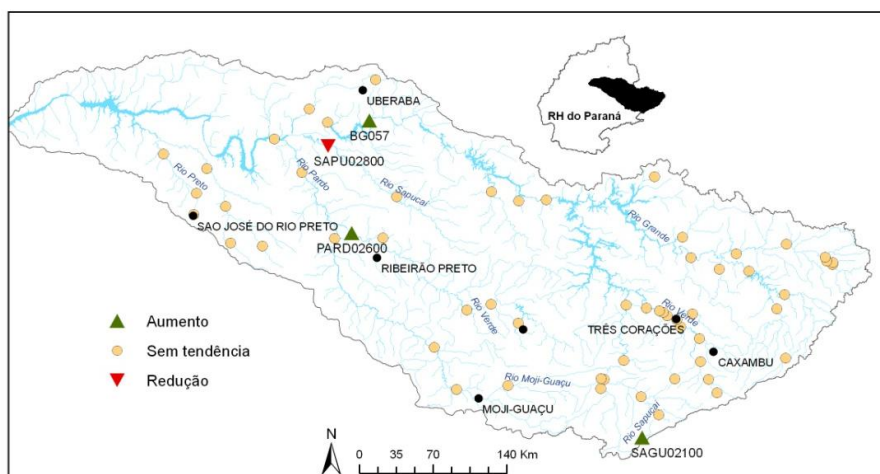 UBERABA
RH do Paraná
BG057
SAPU02800
Rio Preto
Rio Pardo
Rio Sapucaí
SAO JOSÉ DO RIO PRETO
Rio Grande
PARD02600
RIBEIRÃO PRETO
Aumento
Sem tendência
Redução
Rio Verde
Rio Verde
TRÊS CORAÇÕES
CAXAMBU
Rio Moji-Guaçu
MOJI-GUAÇU
Rio Sapucaí
SAGU02100
N
0 35 70 140 Km